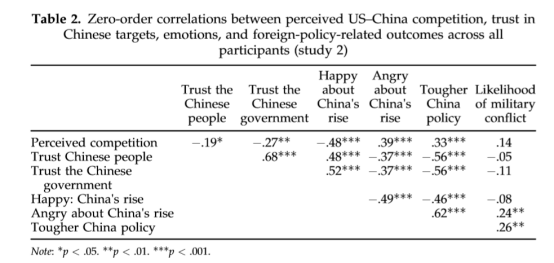 Table 2. Zero-order correlations between perceived US–China competition, trust in
Chinese targets, emotions, and foreign-policy-related outcomes across all
participants (study 2)
Happy Angry
Trust the Trust the about about Tougher Likelihood
Chinese Chinese China's China's China of military
people government rise rise policy conflict
Perceived competition −.19* −.27** −.48*** .39*** .33*** .14
Trust Chinese people .68*** .48*** −.37*** −.56*** −.05
Trust the Chinese .52*** −.37*** −.56*** −.11
government
Happy: China's rise −.49*** −.46*** −.08
Angry about China's rise .62*** .24**
Tougher China policy .26**
Note: *p < .05. **p < .01. ***p < .001.